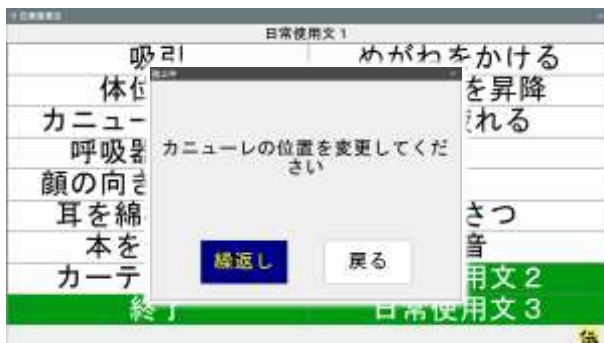 日常使用文1
吸引
めがねをかける
体位
を昇降
カニュー
れる
呼吸器
顔の向き
耳を綿
さつ
本を
音
カーテ
用文2
終了
日常使用文3
カニューレの位置を変更してくだ
さい
繰返し
戻る